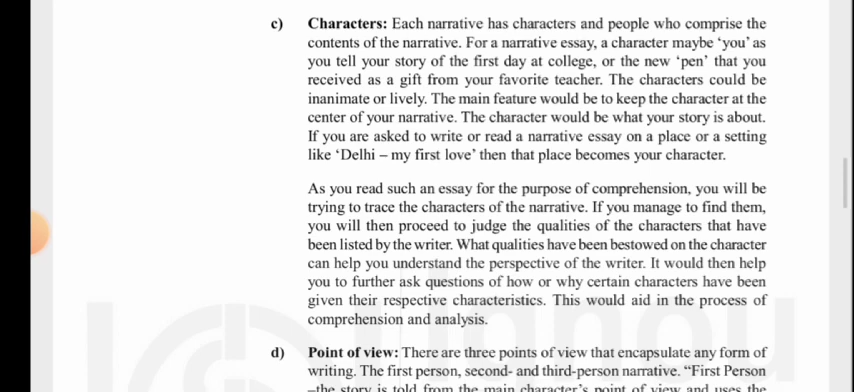 c) Characters: Each narrative has characters and people who comprise the
contents of the narrative. For a narrative essay, a character maybe ‘you’ as
you tell your story of the first day at college, or the new ‘pen’ that you
received as a gift from your favorite teacher. The characters could be
inanimate or lively. The main feature would be to keep the character at the
center of your narrative. The character would be what your story is about.
If you are asked to write or read a narrative essay on a place or a setting
like ‘Delhi – my first love’ then that place becomes your character.
As you read such an essay for the purpose of comprehension, you will be
trying to trace the characters of the narrative. If you manage to find them,
you will then proceed to judge the qualities of the characters that have
been listed by the writer. What qualities have been bestowed on the character
can help you understand the perspective of the writer. It would then help
you to further ask questions of how or why certain characters have been
given their respective characteristics. This would aid in the process of
comprehension and analysis.
d) Point of view: There are three points of view that encapsulate any form of
writing. The first person, second- and third-person narrative. “First Person
–the story is told from the main character’s point of view and uses the